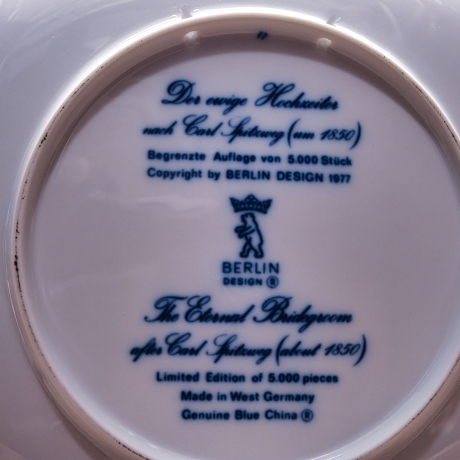 Der ewige Hochzeiter
nach Carl Spitzweg (um 1850)
Begrenzte Auflage von 5.000 Stück
Copyright by BERLIN DESIGN 1977
BERLIN
DESIGN ®
The Eternal Bridegroom
after Carl Spitzweg (about 1850)
Limited Edition of 5.000 pieces
Made in West Germany
Genuine Blue China ®